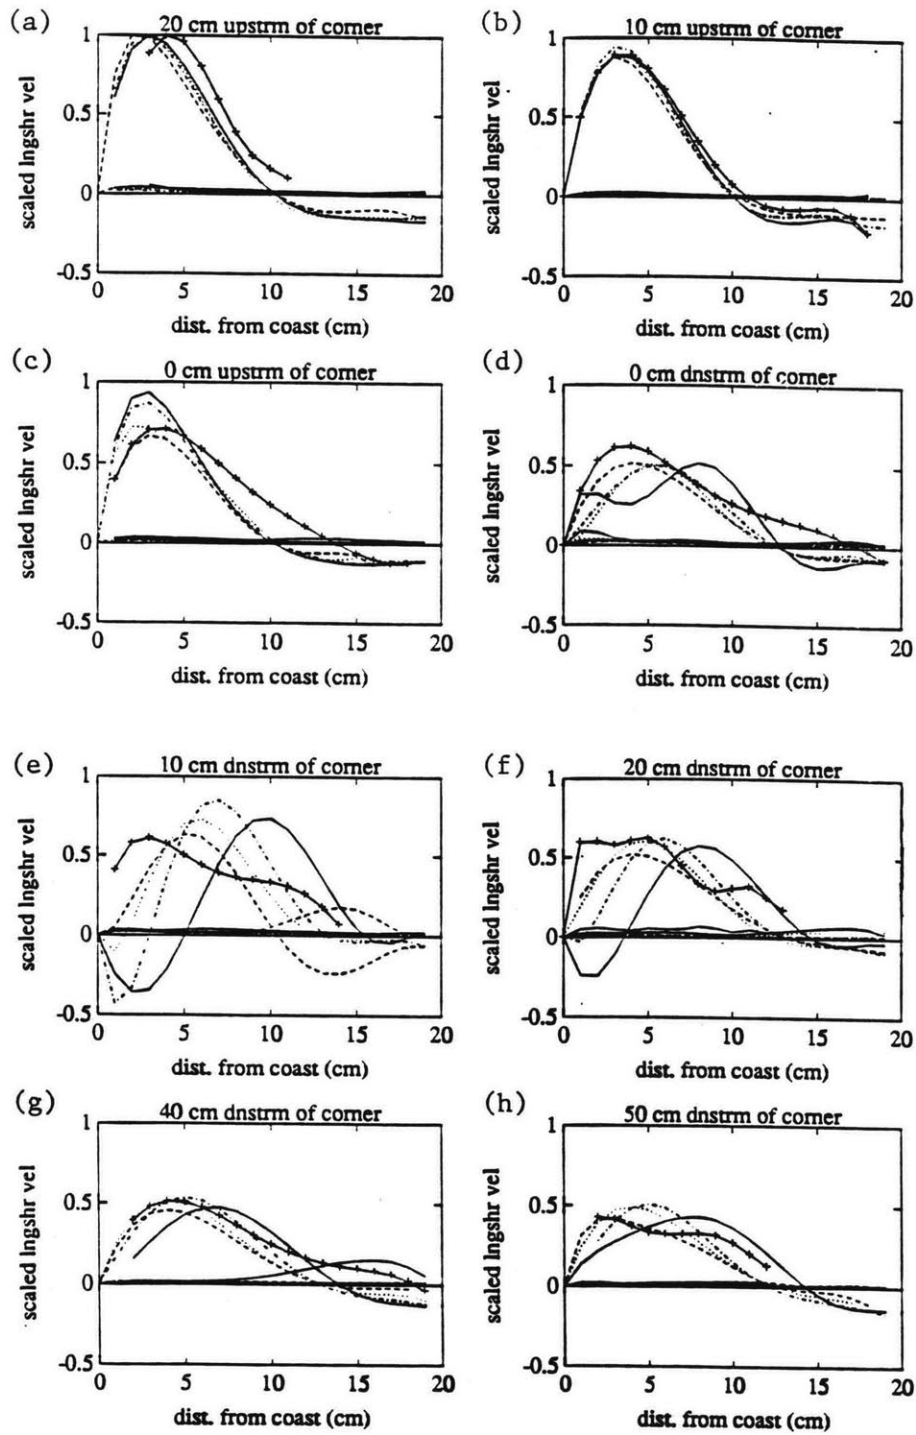 (a)
20 cm upstrm of corner
scaled lngshr vel
1
0.5
0
-0.5
0 5 10 15 20
dist. from coast (cm)
(b)
10 cm upstrm of corner
scaled lngshr vel
1
0.5
0
-0.5
0 5 10 15 20
dist. from coast (cm)
(c)
0 cm upstrm of corner
scaled lngshr vel
1
0.5
0
-0.5
0 5 10 15 20
dist. from coast (cm)
(d)
0 cm dnstrm of corner
scaled lngshr vel
1
0.5
0
-0.5
0 5 10 15 20
dist. from coast (cm)
(e)
10 cm dnstrm of corner
scaled lngshr vel
1
0.5
0
-0.5
0 5 10 15 20
dist. from coast (cm)
(f)
20 cm dnstrm of corner
scaled lngshr vel
1
0.5
0
-0.5
0 5 10 15 20
dist. from coast (cm)
(g)
40 cm dnstrm of corner
scaled lngshr vel
1
0.5
0
-0.5
0 5 10 15 20
dist. from coast (cm)
(h)
50 cm dnstrm of corner
scaled lngshr vel
1
0.5
0
-0.5
0 5 10 15 20
dist. from coast (cm)